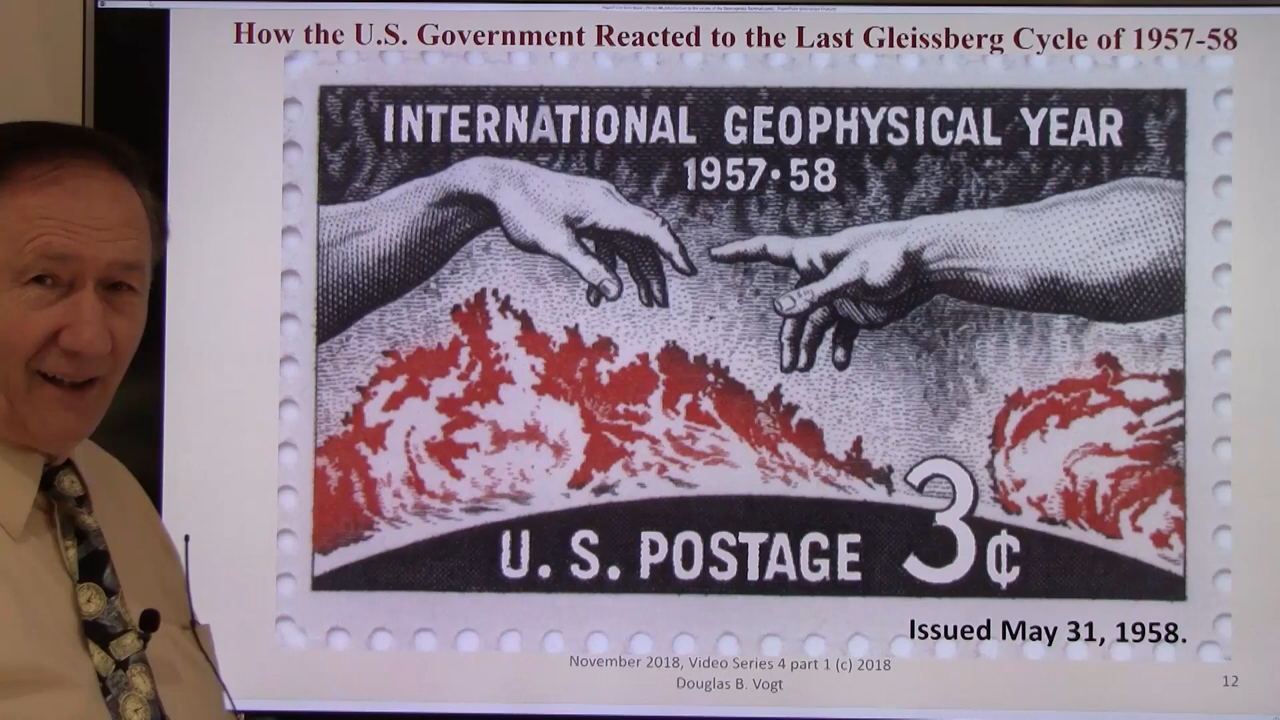 How the U.S. Government Reacted to the Last Gleissberg Cycle of 1957-58
INTERNATIONAL GEOPHYSICAL YEAR
1957·58
U. S. POSTAGE 3¢
Issued May 31, 1958.
November 2018, Video Series 4 part 1 (c) 2018
Douglas B. Vogt
12